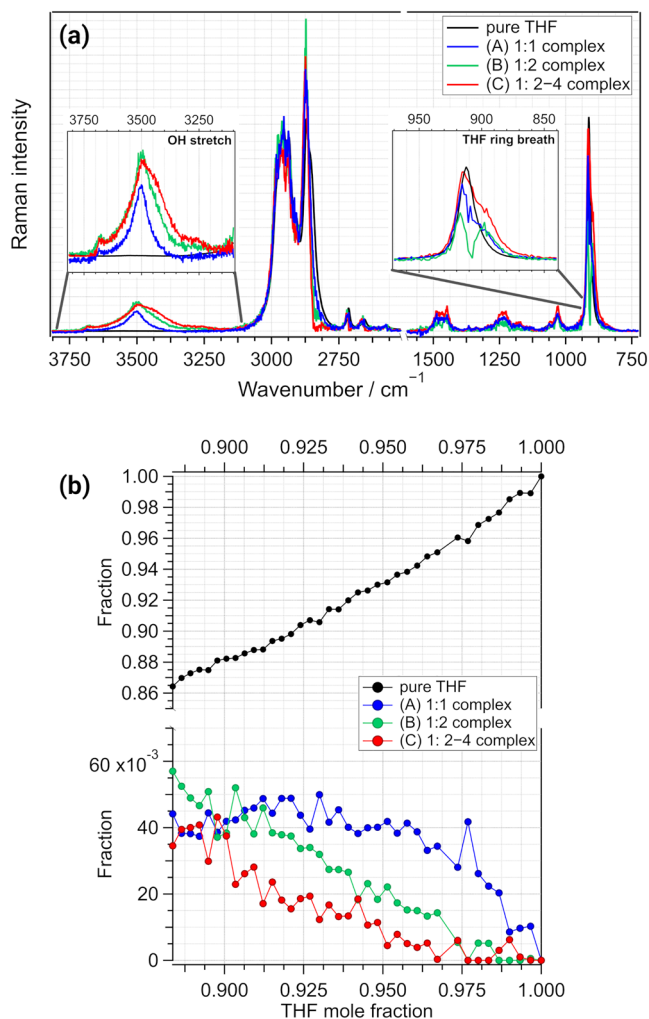 (a)
pure THF
(A) 1:1 complex
(B) 1:2 complex
(C) 1: 2−4 complex
3750 3500 3250
OH stretch
950 900 850
THF ring breath
Raman intensity
3750 3500 3250 3000 2750 1500 1250 1000 750
Wavenumber / cm⁻¹
(b)
0.900 0.925 0.950 0.975 1.000
1.00
0.98
0.96
0.94
0.92
0.90
0.88
0.86
Fraction
pure THF
(A) 1:1 complex
(B) 1:2 complex
(C) 1: 2−4 complex
60 x10⁻³
40
20
0
Fraction
0.900 0.925 0.950 0.975 1.000
THF mole fraction